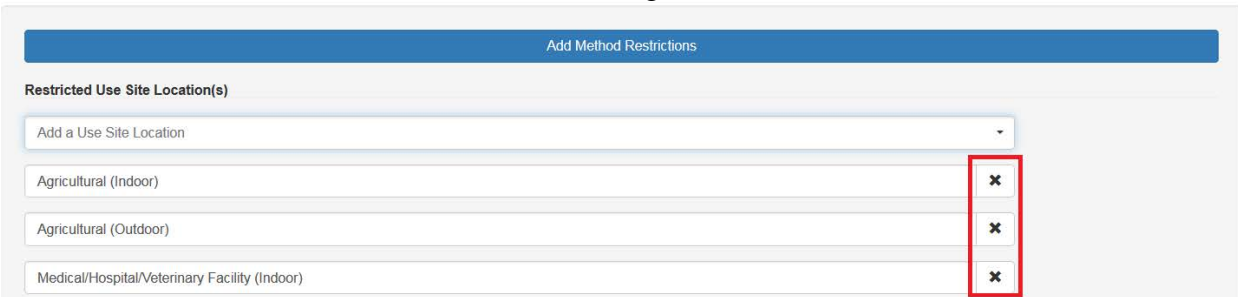 Add Method Restrictions
Restricted Use Site Location(s)
Add a Use Site Location
Agricultural (Indoor)
Agricultural (Outdoor)
Medical/Hospital/Veterinary Facility (Indoor)